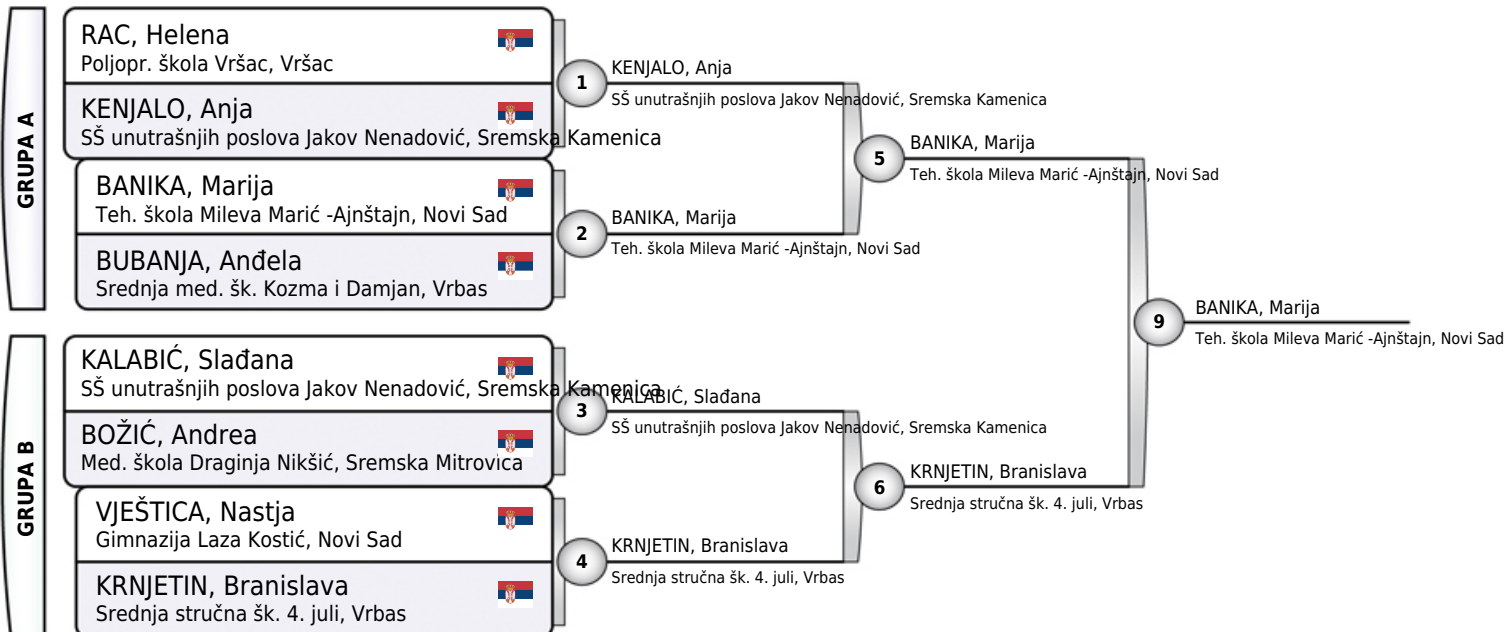 GRUPA A
RAC, Helena
Poljopr. škola Vršac, Vršac
KENJALO, Anja
SŠ unutrašnjih poslova Jakov Nenadović, Sremska Kamenica
BANIKA, Marija
Teh. škola Mileva Marić -Ajnštajn, Novi Sad
BUBANJA, Anđela
Srednja med. šk. Kozma i Damjan, Vrbas
GRUPA B
KALABIĆ, Slađana
SŠ unutrašnjih poslova Jakov Nenadović, Sremska Kamenica
BOŽIĆ, Andrea
Med. škola Draginja Nikšić, Sremska Mitrovica
VJEŠTICA, Nastja
Gimnazija Laza Kostić, Novi Sad
KRNJETIN, Branislava
Srednja stručna šk. 4. juli, Vrbas
1
KENJALO, Anja
SŠ unutrašnjih poslova Jakov Nenadović, Sremska Kamenica
2
BANIKA, Marija
Teh. škola Mileva Marić -Ajnštajn, Novi Sad
3
KALABIĆ, Slađana
SŠ unutrašnjih poslova Jakov Nenadović, Sremska Kamenica
4
KRNJETIN, Branislava
Srednja stručna šk. 4. juli, Vrbas
5
BANIKA, Marija
Teh. škola Mileva Marić -Ajnštajn, Novi Sad
6
KRNJETIN, Branislava
Srednja stručna šk. 4. juli, Vrbas
9
BANIKA, Marija
Teh. škola Mileva Marić -Ajnštajn, Novi Sad